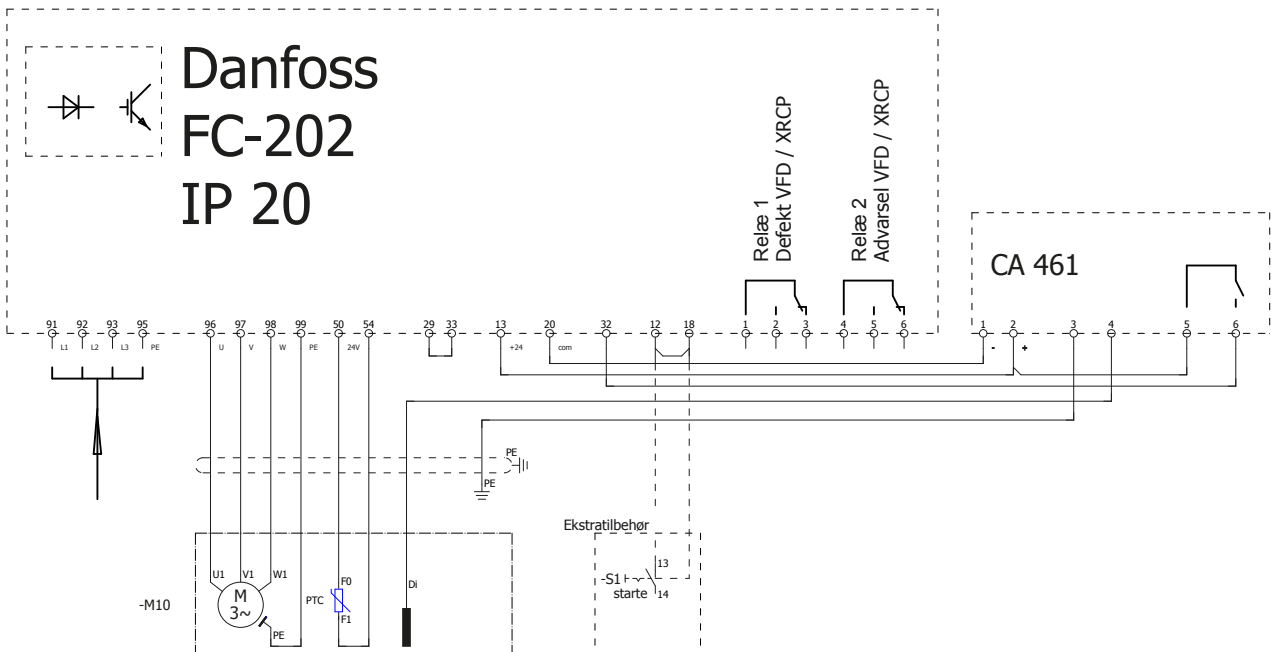 Danfoss
FC-202
IP 20
Relæ 1
Defekt VFD / XRCP
Relæ 2
Advarsel VFD / XRCP
CA 461
91 92 93 95 96 97 98 99 50 54 29 33 13 20 32 12 18 1 2 3 4 5 6 1 2 3 4 5 6
L1 L2 L3 PE U V W PE 24V +24 com - +
PE
PE
Ekstratilbehør
U1 V1 W1 F0 Di 13
-S1
-M10 M PTC starte 14
3~ F1
PE